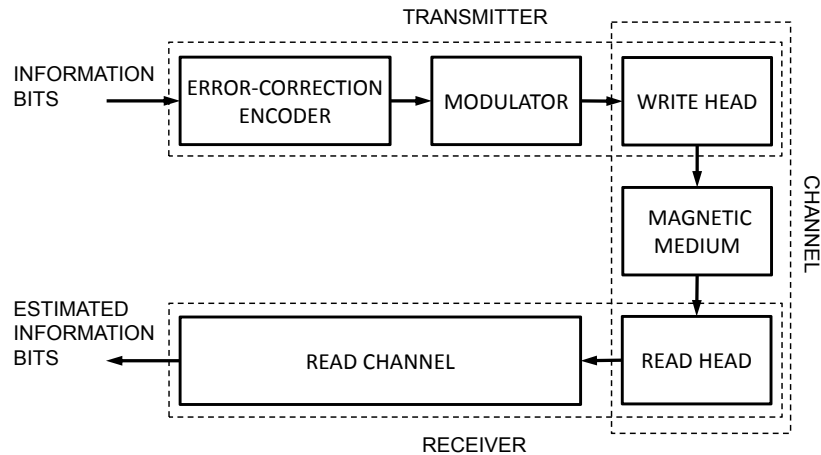 TRANSMITTER
INFORMATION
BITS
ERROR-CORRECTION
ENCODER
MODULATOR
WRITE HEAD
MAGNETIC
MEDIUM
CHANNEL
ESTIMATED
INFORMATION
BITS
READ CHANNEL
READ HEAD
RECEIVER